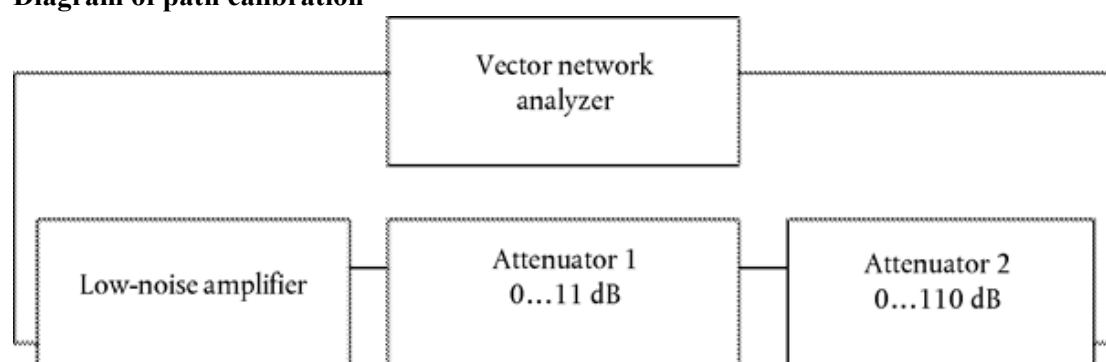 Diagram of path calibration
Vector network
analyzer
Low-noise amplifier
Attenuator 1
0...11 dB
Attenuator 2
0...110 dB